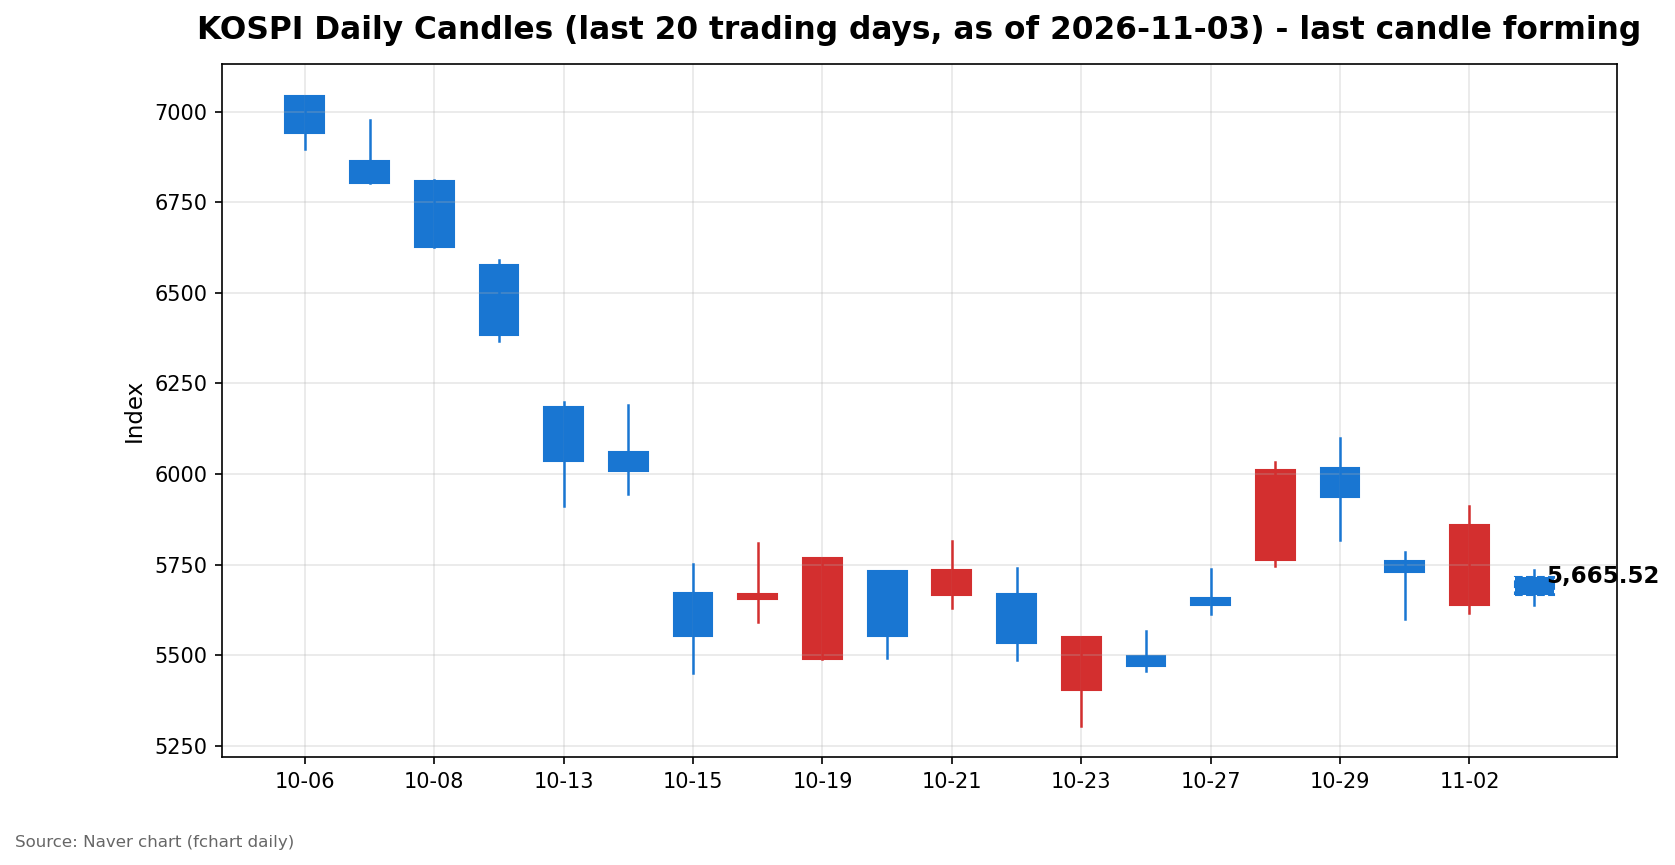 KOSPI Daily Candles (last 20 trading days, as of 2026-11-03) - last candle forming
Index
7000
6750
6500
6250
6000
5750
5500
5250
5,665.52
10-06 10-08 10-13 10-15 10-19 10-21 10-23 10-27 10-29 11-02
Source: Naver chart (fchart daily)